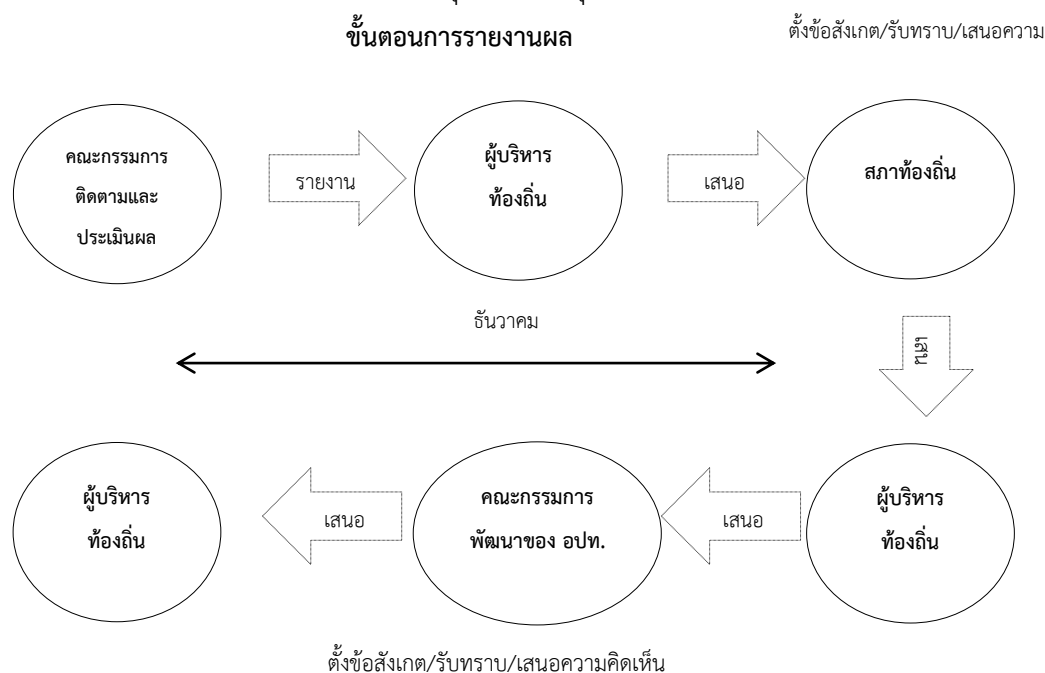 ขั้นตอนการรายงานผล
ตั้งข้อสังเกต/รับทราบ/เสนอความ
คณะกรรมการ
ติดตามและ
ประเมินผล
รายงาน
ผู้บริหาร
ท้องถิ่น
เสนอ
สภาท้องถิ่น
ธันวาคม
เสน
ผู้บริหาร
ท้องถิ่น
เสนอ
คณะกรรมการ
พัฒนาของ อปท.
เสนอ
ผู้บริหาร
ท้องถิ่น
ตั้งข้อสังเกต/รับทราบ/เสนอความคิดเห็น